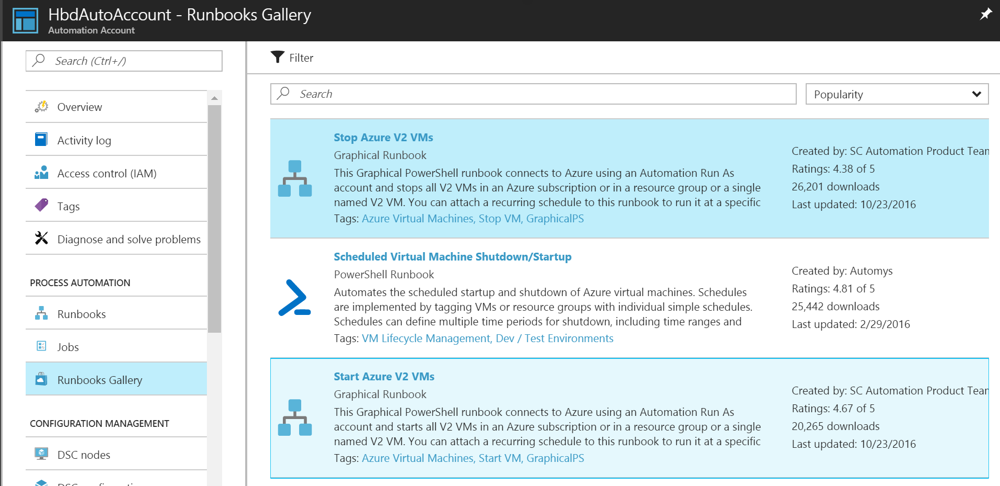 HbdAutoAccount - Runbooks Gallery
Automation Account
Search (Ctrl+/)
Overview
Activity log
Access control (IAM)
Tags
Diagnose and solve problems
PROCESS AUTOMATION
Runbooks
Jobs
Runbooks Gallery
CONFIGURATION MANAGEMENT
DSC nodes
Filter
Search
Popularity
Stop Azure V2 VMs
Graphical Runbook
This Graphical PowerShell runbook connects to Azure using an Automation Run As
account and stops all V2 VMs in an Azure subscription or in a resource group or a single
named V2 VM. You can attach a recurring schedule to this runbook to run it at a specific
Tags: Azure Virtual Machines, Stop VM, GraphicalPS
Created by: SC Automation Product Team
Ratings: 4.38 of 5
26,201 downloads
Last updated: 10/23/2016
Scheduled Virtual Machine Shutdown/Startup
PowerShell Runbook
Automates the scheduled startup and shutdown of Azure virtual machines. Schedules
are implemented by tagging VMs or resource groups with individual simple schedules.
Schedules can define multiple time periods for shutdown, including time ranges and
Tags: VM Lifecycle Management, Dev / Test Environments
Created by: Automys
Ratings: 4.81 of 5
25,442 downloads
Last updated: 2/29/2016
Start Azure V2 VMs
Graphical Runbook
This Graphical PowerShell runbook connects to Azure using an Automation Run As
account and starts all V2 VMs in an Azure subscription or in a resource group or a single
named V2 VM. You can attach a recurring schedule to this runbook to run it at a specific
Tags: Azure Virtual Machines, Start VM, GraphicalPS
Created by: SC Automation Product Team
Ratings: 4.67 of 5
20,265 downloads
Last updated: 10/23/2016